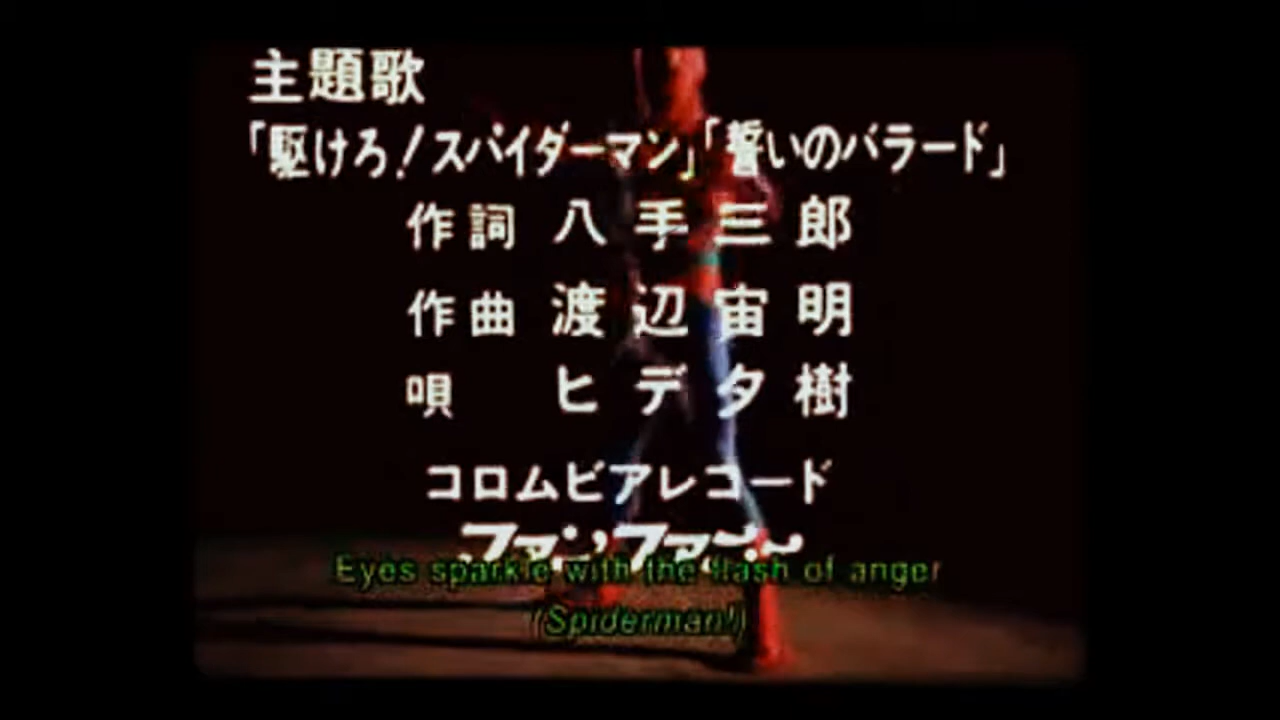 主題歌
「駆けろ！スパイダーマン」「誓いのバラード」
作詞 八手三郎
作曲 渡辺宙明
唄 ヒデ夕樹
コロムビアレコード
Eyes sparkle with the flash of anger
(Spiderman!)